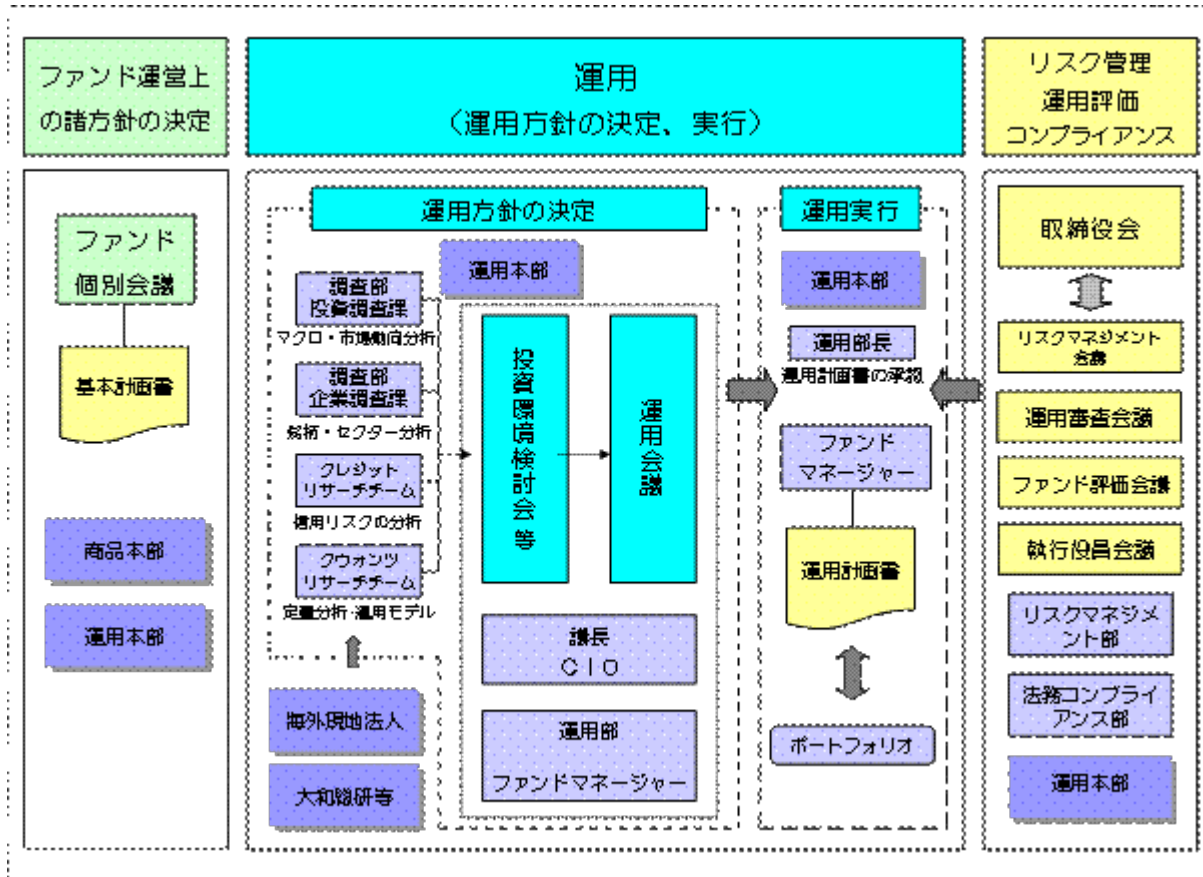 ファンド運営上
の諸方針の決定
運用
（運用方針の決定、実行）
リスク管理
運用評価
コンプライアンス
ファンド
個別会議
基本計画書
商品本部
運用本部
運用方針の決定
運用本部
調査部
投資調査課
マクロ・市場動向分析
調査部
企業調査課
銘柄・セクター分析
クレジット
リサーチチーム
信用リスクの分析
クウォンツ
リサーチチーム
定量分析・運用モデル
海外現地法人
大和総研等
投資環境検討会等
運用会議
議長
ＣＩＯ
運用部
ファンドマネージャー
運用実行
運用本部
運用部長
運用計画書の承認
ファンド
マネージャー
運用計画書
ポートフォリオ
取締役会
リスクマネジメント
会議
運用審査会議
ファンド評価会議
執行役員会議
リスクマネジメ
ント部
法務コンプライ
アンス部
運用本部